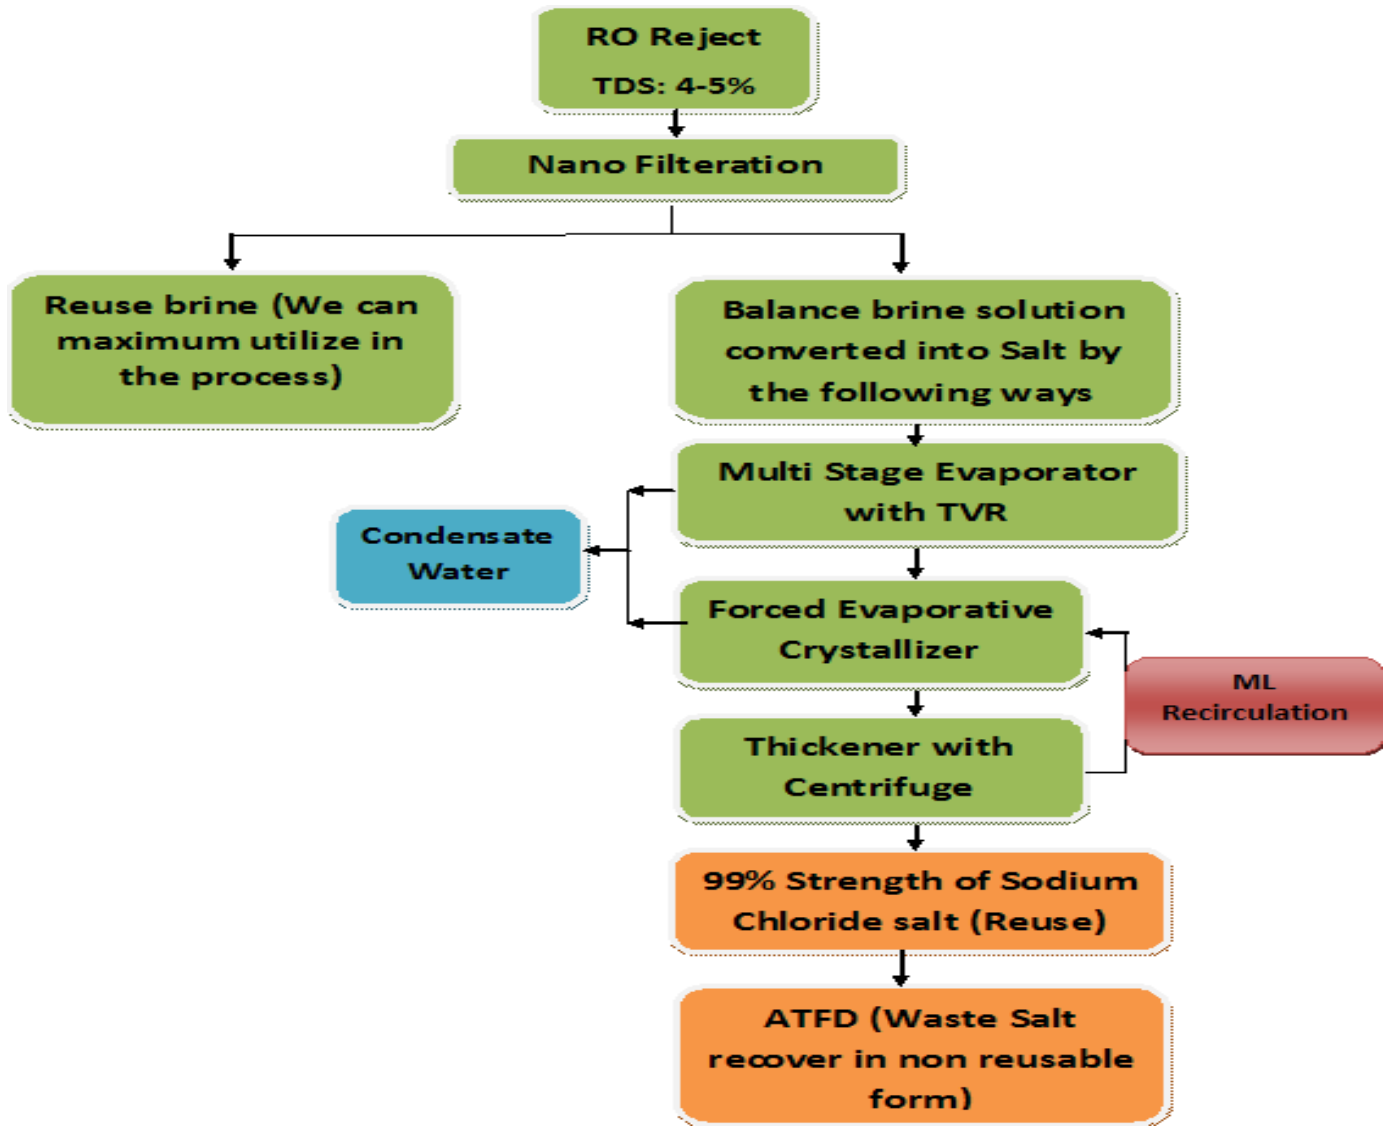 RO Reject
TDS: 4-5%
Nano Filteration
Reuse brine (We can
maximum utilize in
the process)
Balance brine solution
converted into Salt by
the following ways
Multi Stage Evaporator
with TVR
Condensate
Water
Forced Evaporative
Crystallizer
ML
Recirculation
Thickener with
Centrifuge
99% Strength of Sodium
Chloride salt (Reuse)
ATFD (Waste Salt
recover in non reusable
form)